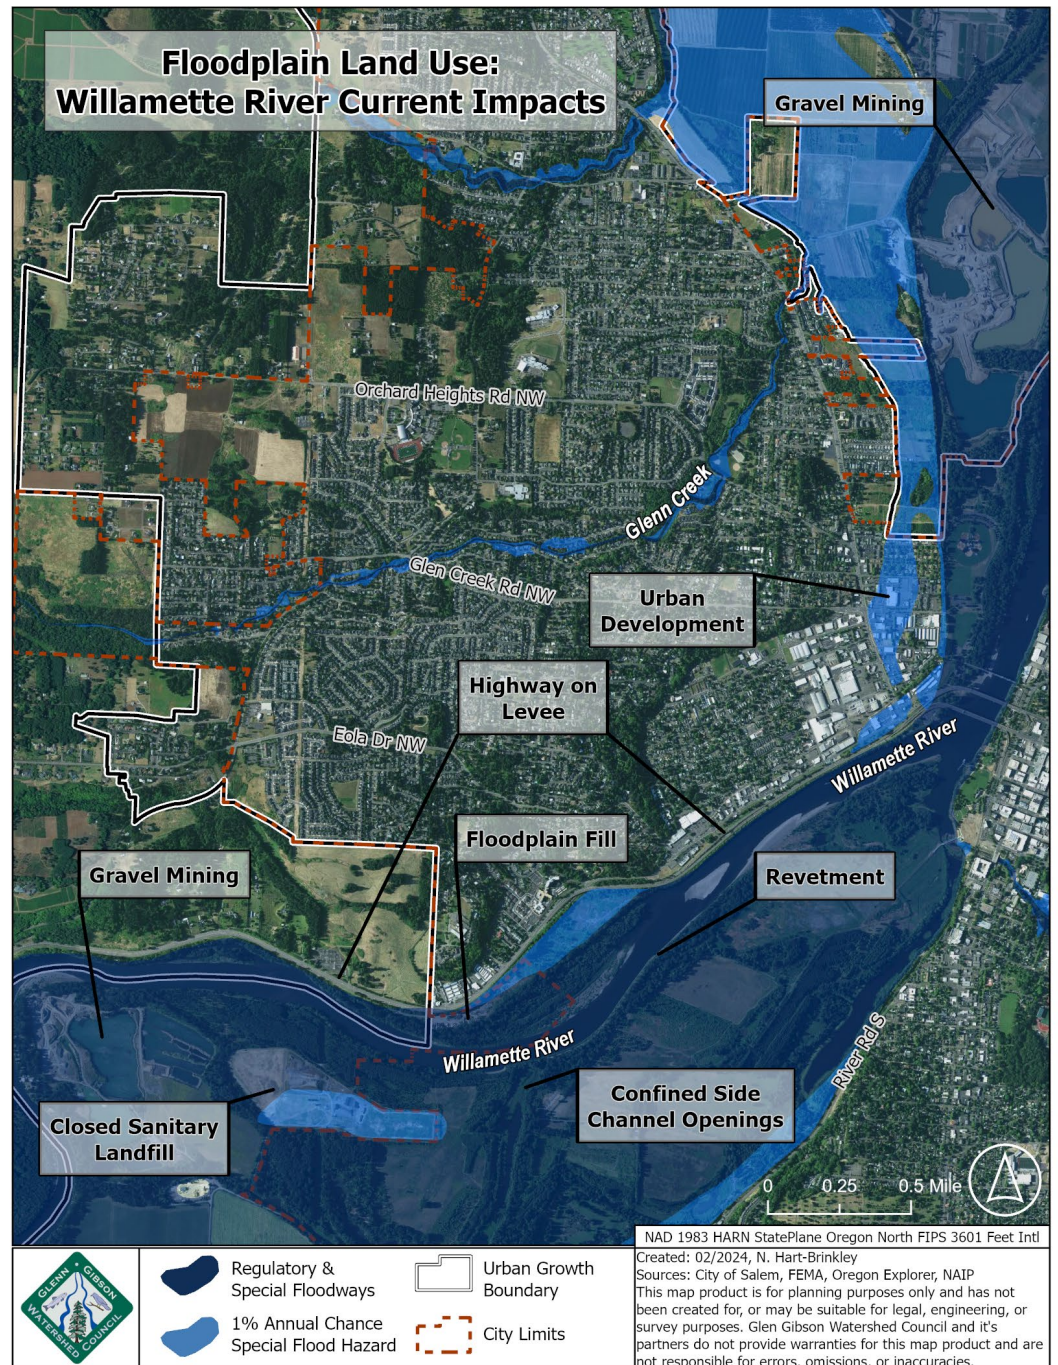 Floodplain Land Use:
Willamette River Current Impacts
Gravel Mining
Orchard Heights Rd NW
Glenn Creek
Glen Creek Rd NW
Urban
Development
Highway on
Levee
Eola Dr NW
Willamette River
Floodplain Fill
Gravel Mining
Revetment
Willamette River
River Rd S
Closed Sanitary
Landfill
Confined Side
Channel Openings
0 0.25 0.5 Mile
NAD 1983 HARN StatePlane Oregon North FIPS 3601 Feet Intl
GLENN • GIBSON
WATERSHED COUNCIL
Regulatory &
Special Floodways
1% Annual Chance
Special Flood Hazard
Urban Growth
Boundary
City Limits
Created: 02/2024, N. Hart-Brinkley
Sources: City of Salem, FEMA, Oregon Explorer, NAIP
This map product is for planning purposes only and has not
been created for, or may be suitable for legal, engineering, or
survey purposes. Glen Gibson Watershed Council and it's
partners do not provide warranties for this map product and are
not responsible for errors, omissions, or inaccuracies.